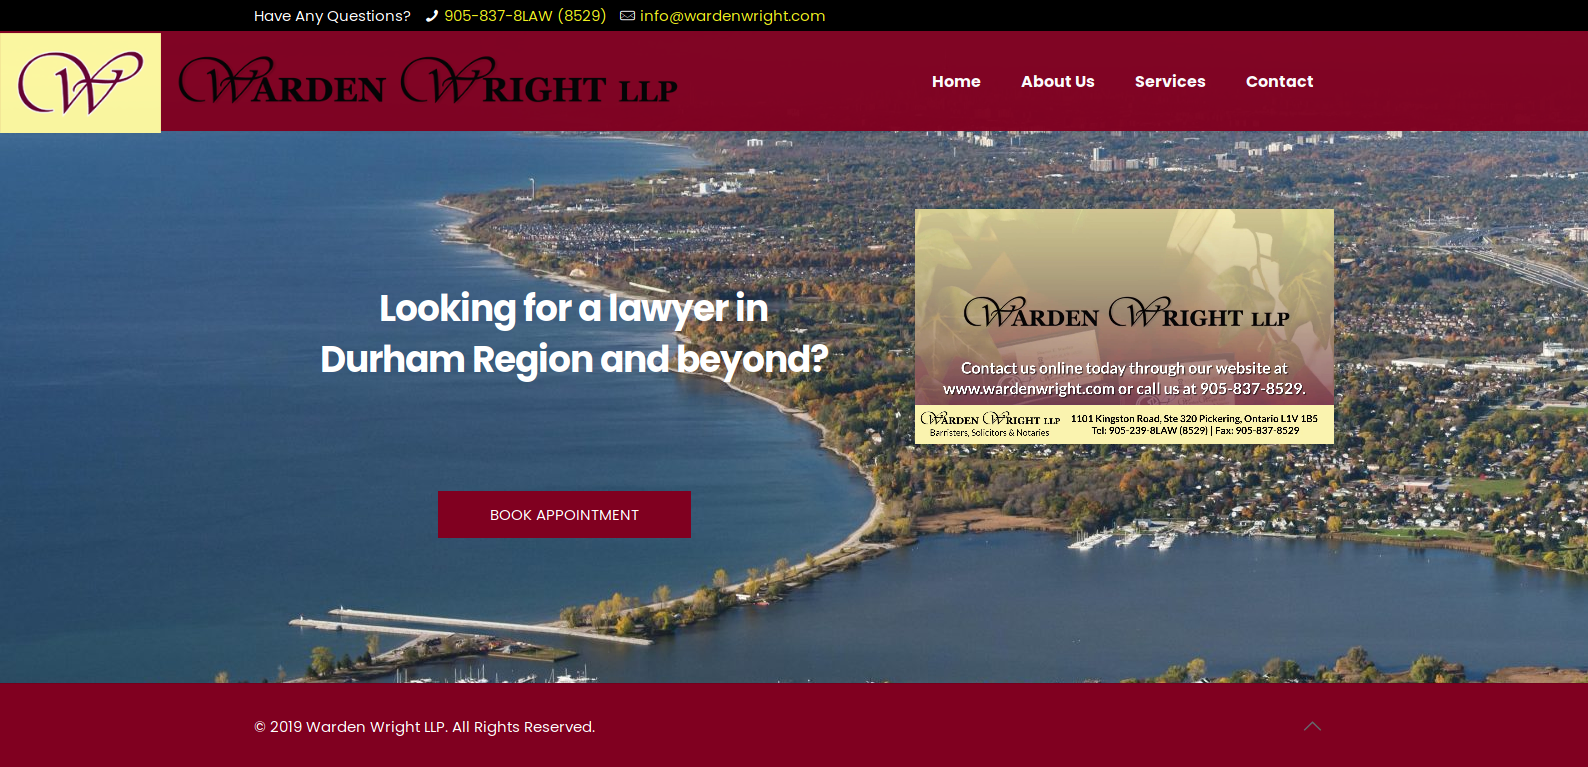 Have Any Questions? 905-837-8LAW (8529) info@wardenwright.com
W WARDEN WRIGHT LLP
Home About Us Services Contact
Looking for a lawyer in
Durham Region and beyond?
BOOK APPOINTMENT
WARDEN WRIGHT LLP
Contact us online today through our website at
www.wardenwright.com or call us at 905-837-8529.
WARDEN WRIGHT LLP
Barristers, Solicitors & Notaries
1101 Kingston Road, Ste 320 Pickering, Ontario L1V 1B5
Tel: 905-239-8LAW (8529) | Fax: 905-837-8529
© 2019 Warden Wright LLP. All Rights Reserved.